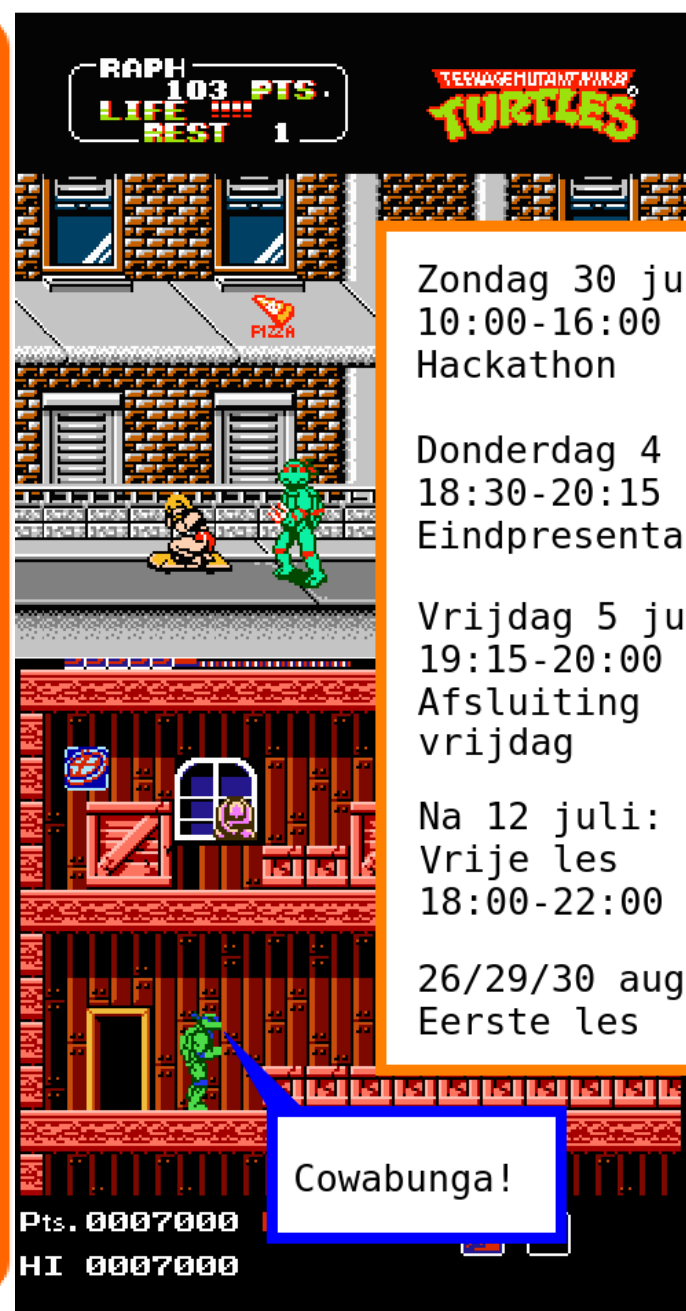 RAPH
103 PTS.
LIFE
REST 1
TEENAGE MUTANT NINJA
TURTLES
PIZZA
Zondag 30 ju
10:00-16:00
Hackathon
Donderdag 4
18:30-20:15
Eindpresenta
Vrijdag 5 ju
19:15-20:00
Afsluiting
vrijdag
Na 12 juli:
Vrije les
18:00-22:00
26/29/30 aug
Eerste les
Cowabunga!
Pts.0007000
HI 0007000